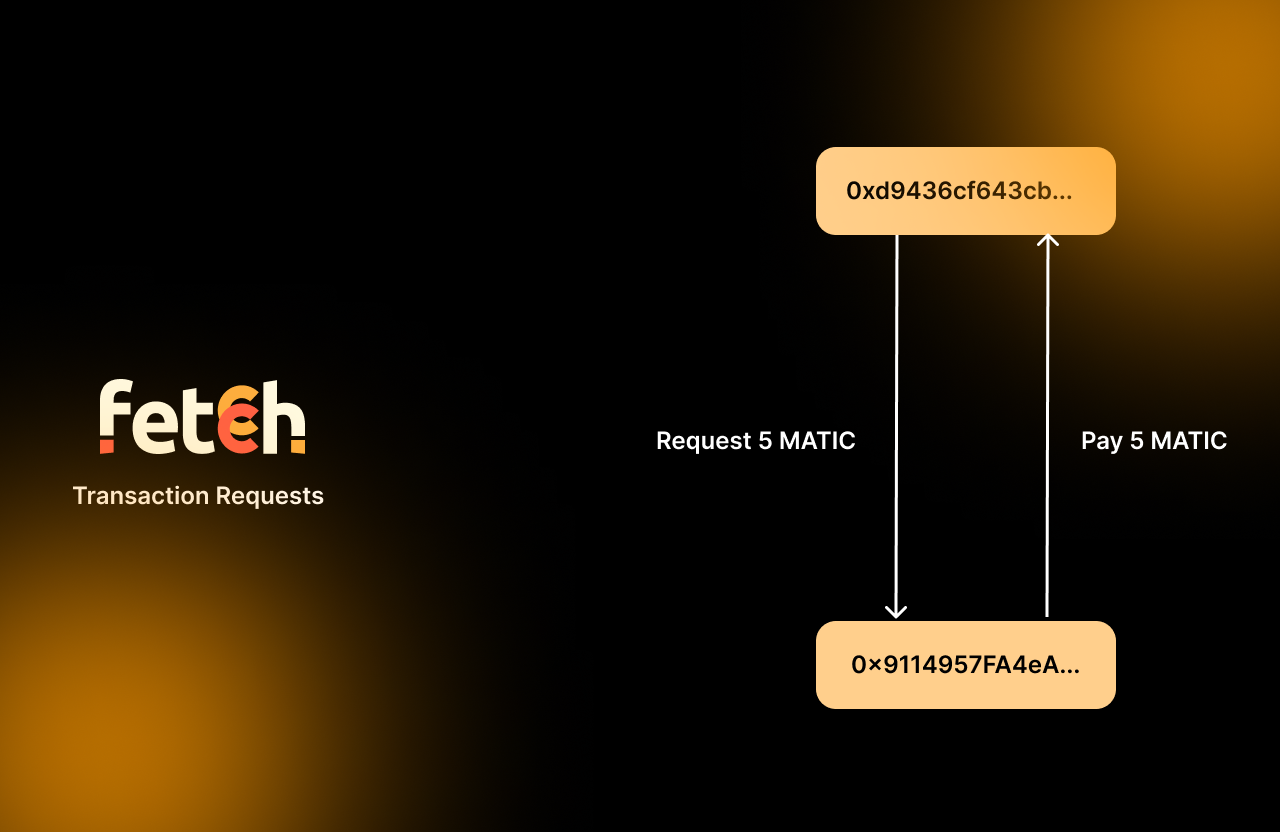 fetch
Transaction Requests
0xd9436cf643cb...
Request 5 MATIC
Pay 5 MATIC
0×9114957FA4eA...